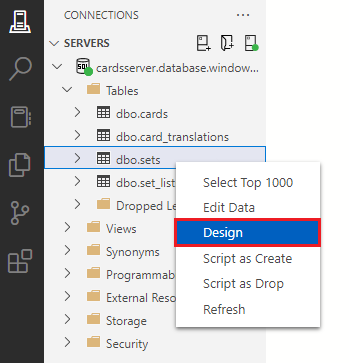 CONNECTIONS
SERVERS
cardsserver.database.window...
Tables
dbo.cards
dbo.card_translations
dbo.sets
dbo.set_list
Dropped Le
Views
Synonyms
Programmab
External Reso
Storage
Security
Select Top 1000
Edit Data
Design
Script as Create
Script as Drop
Refresh